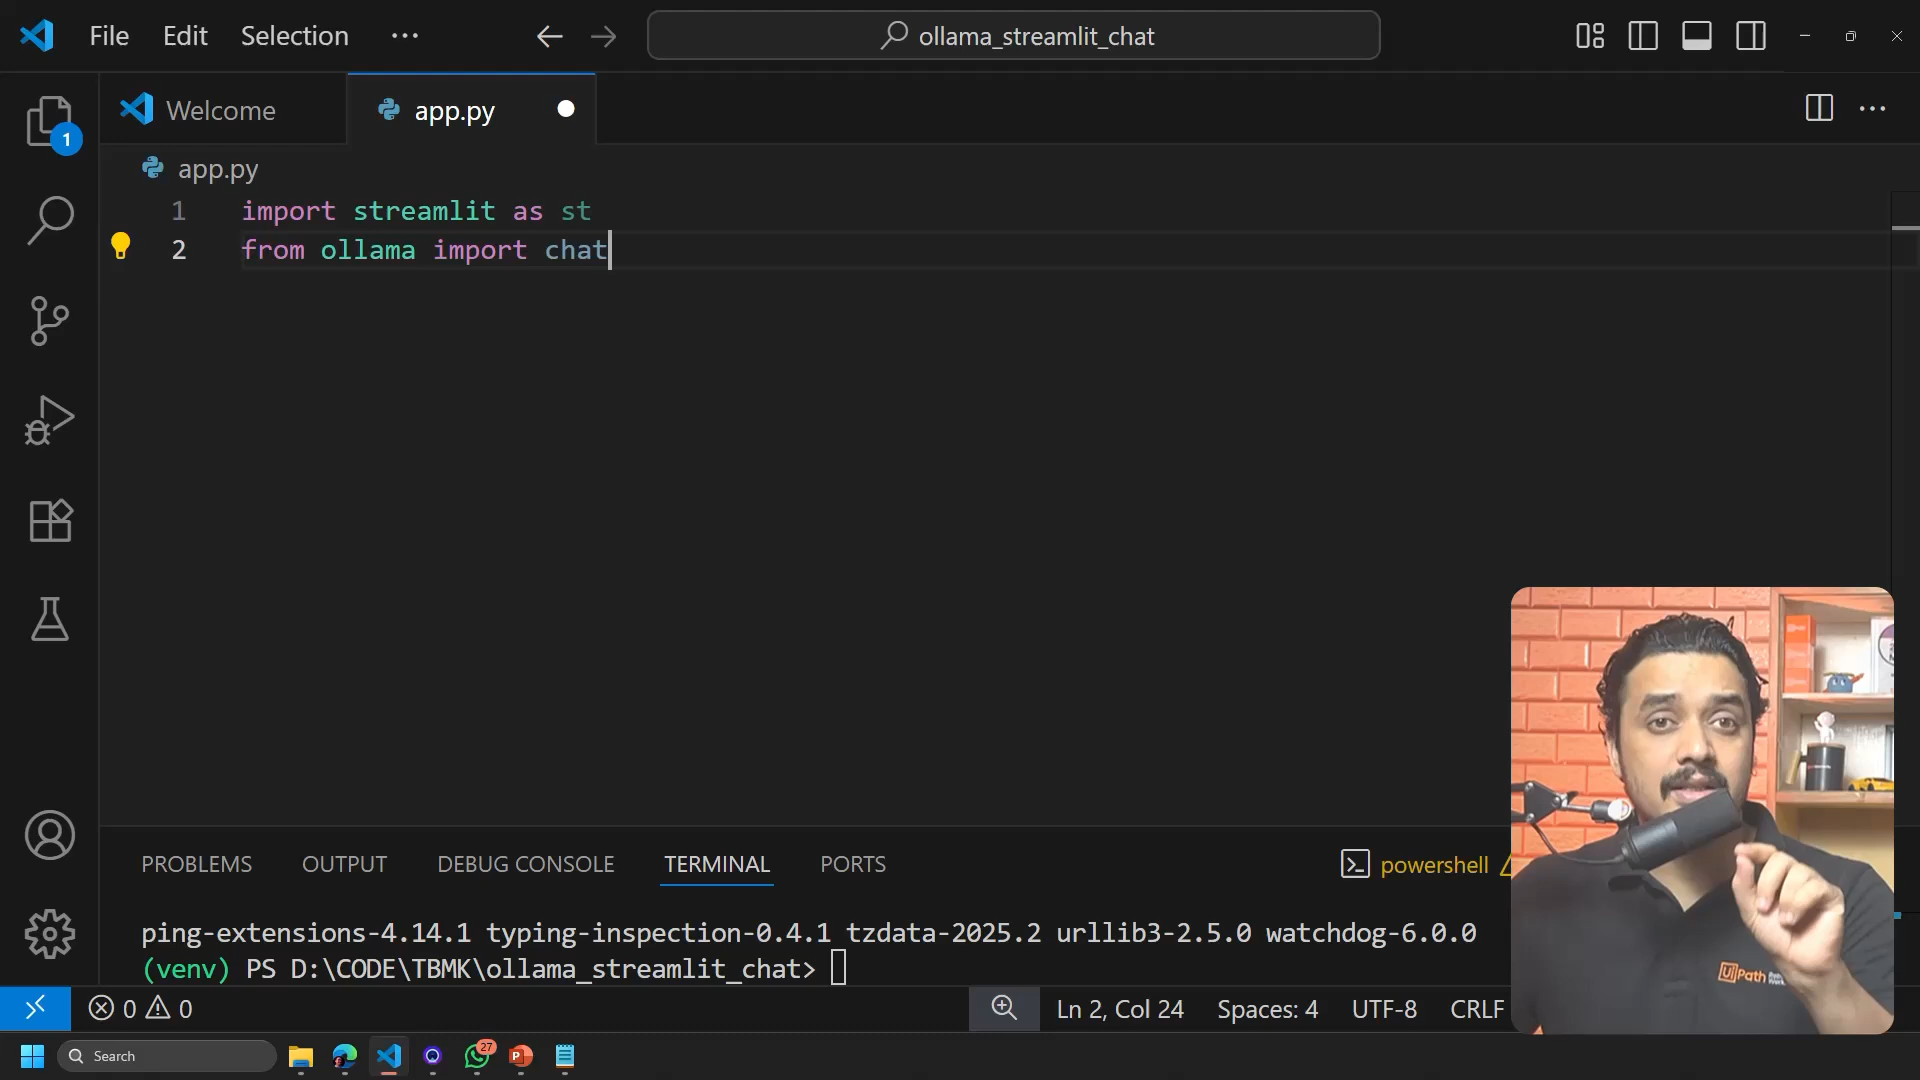 File Edit Selection ··· ollama_streamlit_chat
Welcome app.py
1
app.py
1 import streamlit as st
2 from ollama import chat
PROBLEMS OUTPUT DEBUG CONSOLE TERMINAL PORTS powershell
ping-extensions-4.14.1 typing-inspection-0.4.1 tzdata-2025.2 urllib3-2.5.0 watchdog-6.0.0
(venv) PS D:\CODE\TBMK\ollama_streamlit_chat>
UiPath
0 0 Ln 2, Col 24 Spaces: 4 UTF-8 CRLF
Search 27